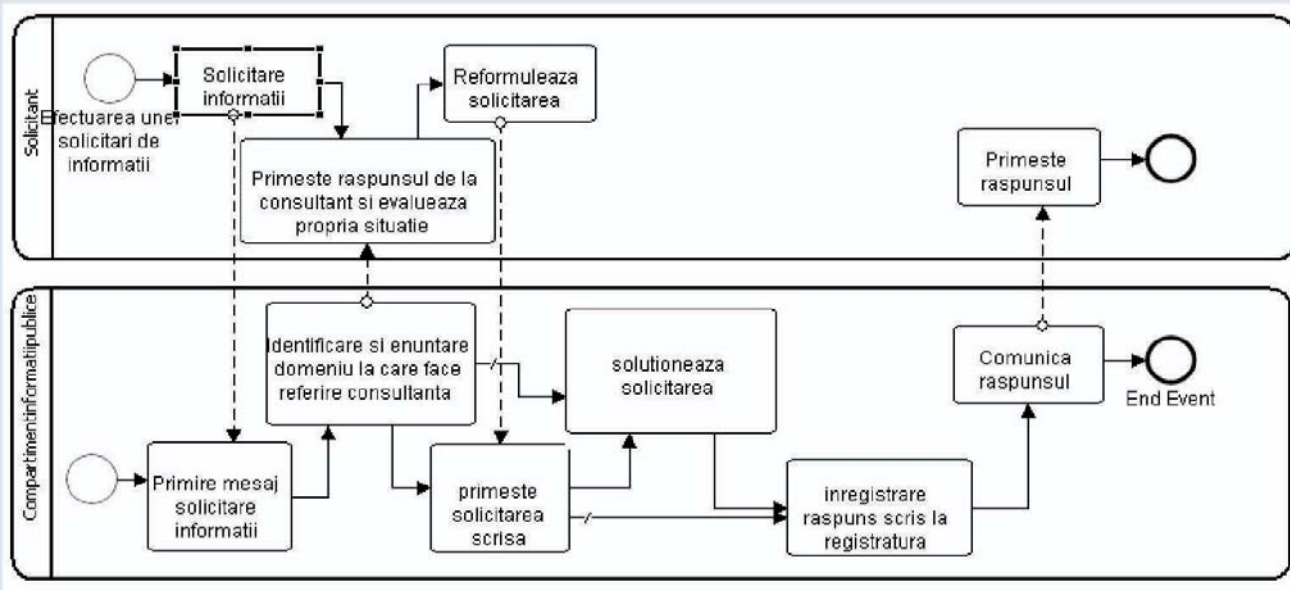 Solicitant
Efectuarea unei
solicitari de
informatii
Solicitare
informatii
Primeste raspunsul de la
consultant si evalueaza
propria situatie
Reformuleaza
solicitarea
Primeste
raspunsul
Compartimentinformatiipublice
Primire mesaj
solicitare
informatii
Identificare si enuntare
domeniu la care face
referire consultanta
primeste
solicitarea
scrisa
solutioneaza
solicitarea
inregistrare
raspuns scris la
registratura
Comunica
raspunsul
End Event